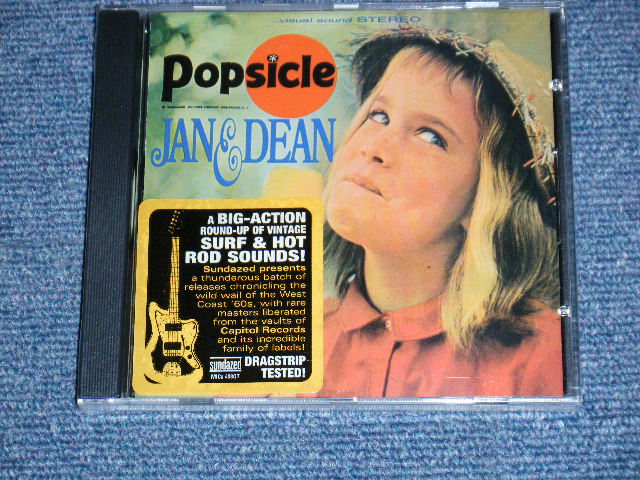 ...visual sound STEREO
Popsicle
JAN & DEAN
A BIG-ACTION
ROUND-UP OF VINTAGE
SURF & HOT
ROD SOUNDS!
Sundazed presents
a thunderous batch of
releases chronicling the
wild wail of the West
Coast '60s, with rare
masters liberated
from the vaults of
Capitol Records
and its incredible
family of labels!
sundazed
DRAGSTRIP
TESTED!